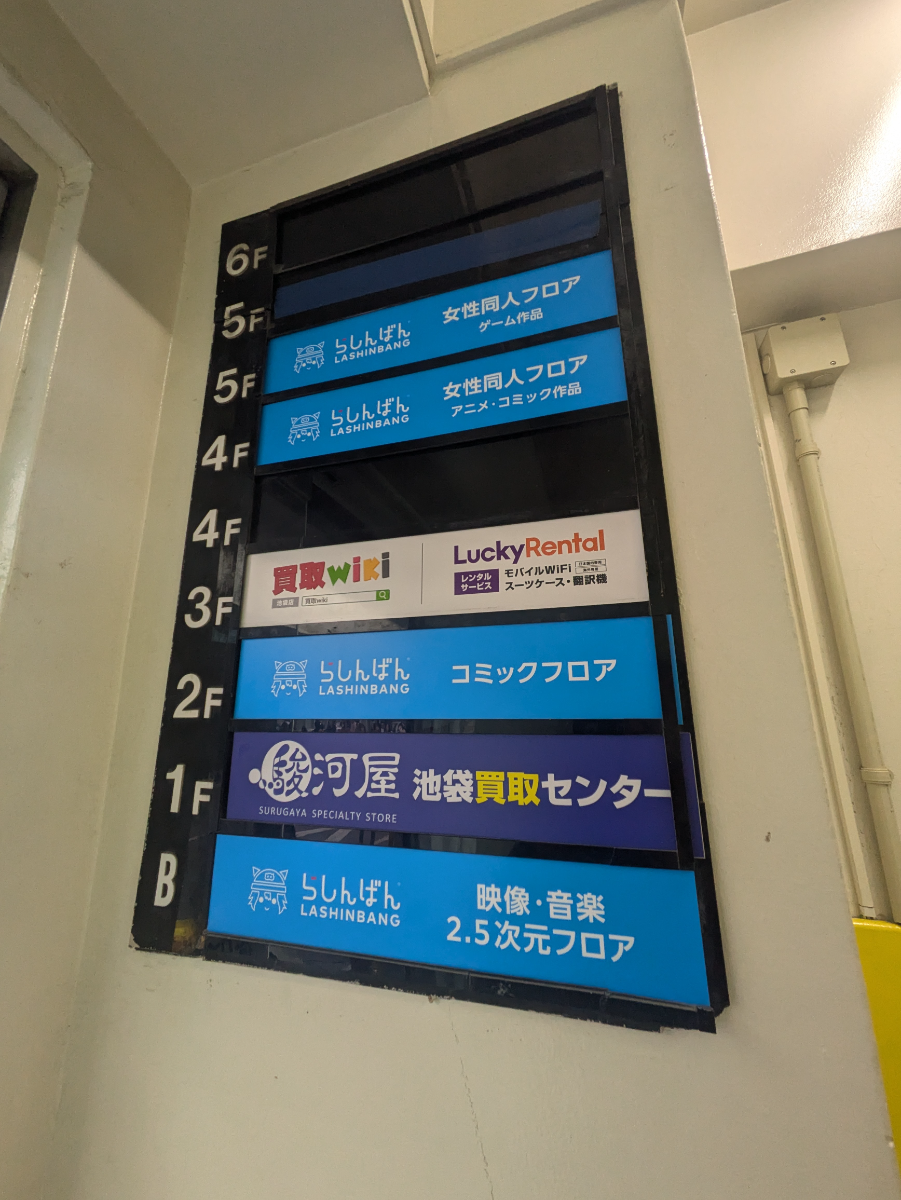 6F
5F
5F
らしんばん
LASHINBANG
女性同人フロア
ゲーム作品
4F
らしんばん
LASHINBANG
女性同人フロア
アニメ・コミック作品
4F
3F
買取wiki
買取wiki
LuckyRental
レンタル
サービス
モバイルWiFi
スーツケース・翻訳機
2F
らしんばん
LASHINBANG
コミックフロア
1F
駿河屋
SURUGAYA SPECIALTY STORE
池袋買取センター
B
らしんばん
LASHINBANG
映像・音楽
2.5次元フロア